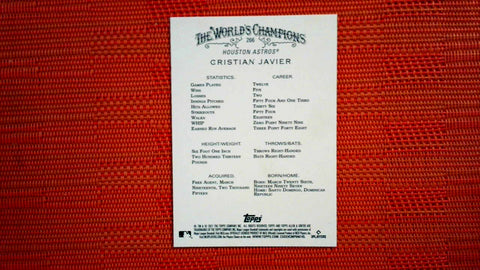 THE WORLD'S CHAMPIONS
266
HOUSTON ASTROS®
CRISTIAN JAVIER
STATISTICS. CAREER.
GAMES PLAYED TWELVE
WINS FIVE
LOSSES TWO
INNINGS PITCHED FIFTY FOUR AND ONE THIRD
HITS ALLOWED THIRTY SIX
STRIKEOUTS FIFTY FOUR
WALKS EIGHTEEN
WHIP ZERO POINT NINETY NINE
EARNED RUN AVERAGE THREE POINT FORTY EIGHT
HEIGHT/WEIGHT. THROWS/BATS.
SIX FOOT ONE INCH THROWS RIGHT-HANDED
TWO HUNDRED THIRTEEN BATS RIGHT-HANDED
POUNDS
ACQUIRED. BORN/HOME.
FREE AGENT, MARCH BORN: MARCH TWENTY SIXTH,
NINETEENTH, TWO THOUSAND NINETEEN NINETY SEVEN
FIFTEEN HOME: SANTO DOMINGO, DOMINICAN
REPUBLIC
Topps